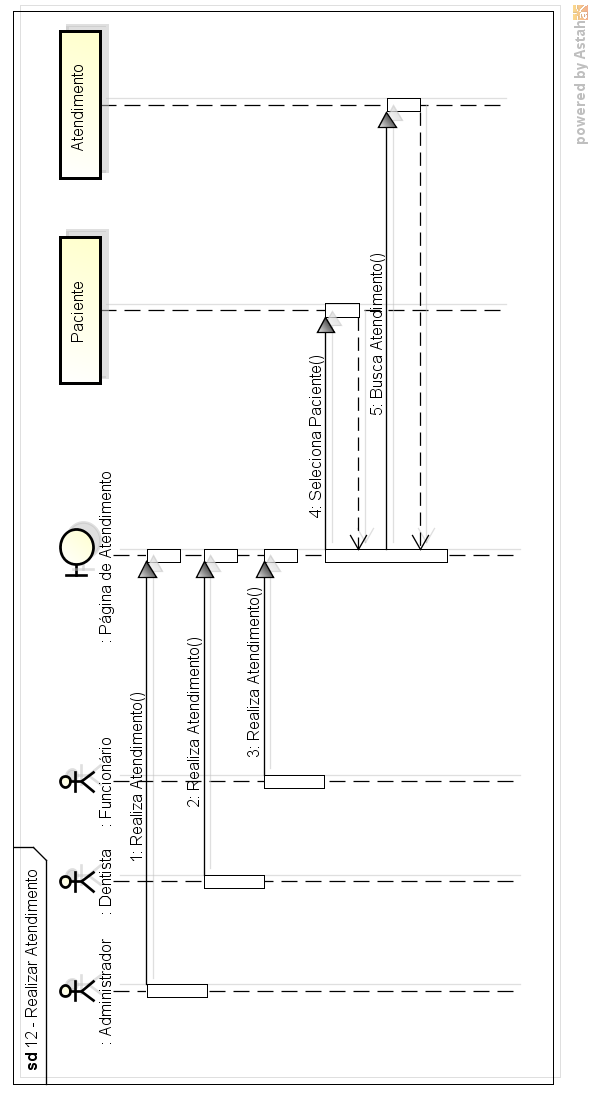 sd 12 - Realizar Atendimento
: Administrador
: Dentista
: Funcionário
: Página de Atendimento
Paciente
Atendimento
1: Realiza Atendimento()
2: Realiza Atendimento()
3: Realiza Atendimento()
4: Seleciona Paciente()
5: Busca Atendimento()
powered by Astah